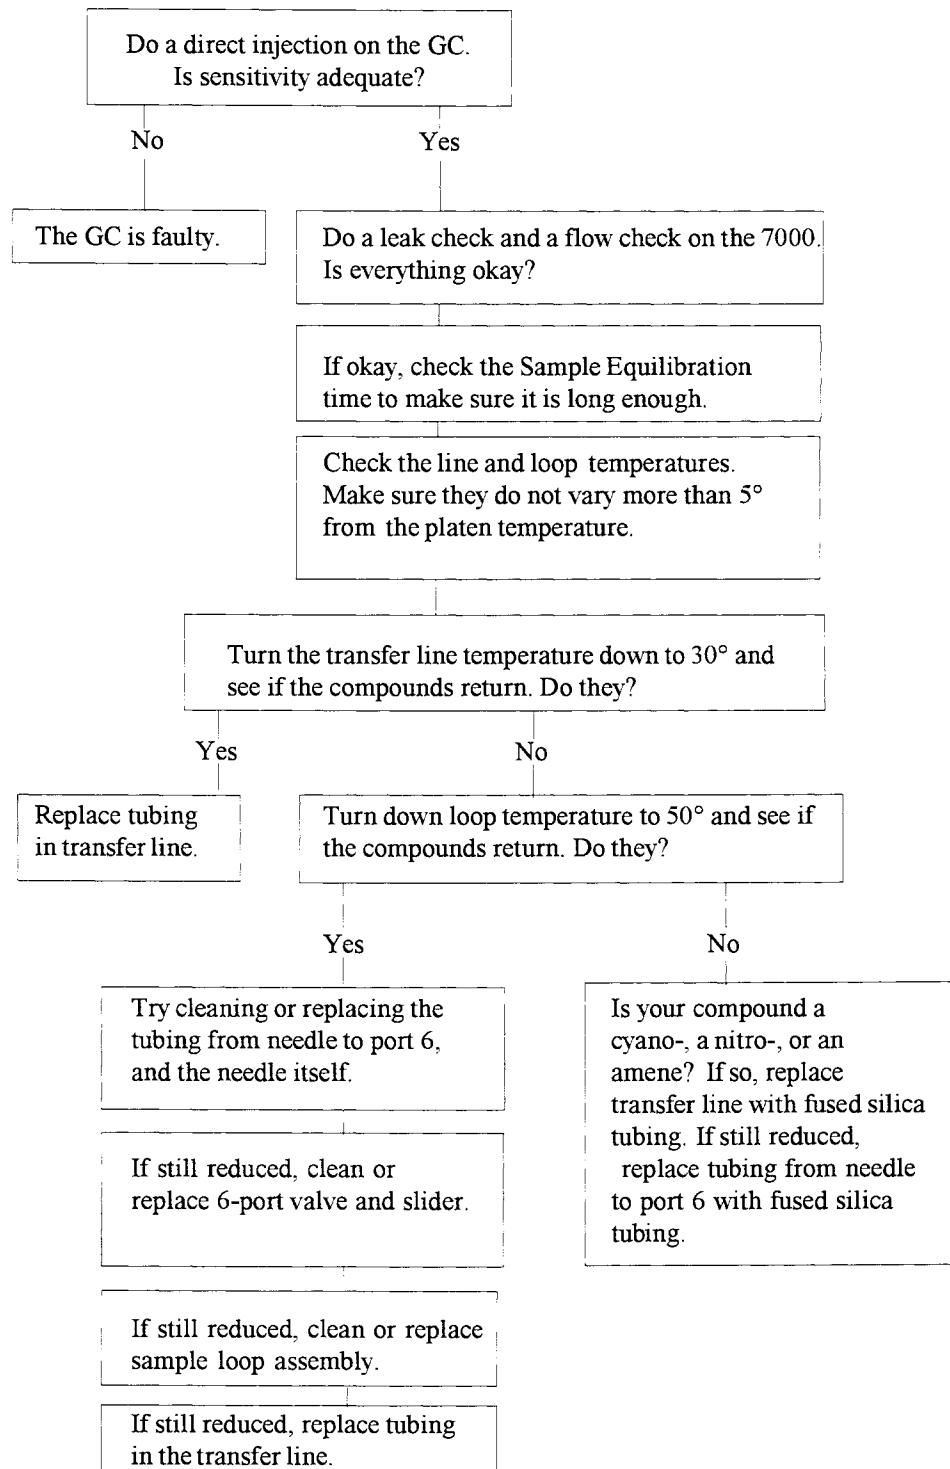 Do a direct injection on the GC.
Is sensitivity adequate?
No
Yes
The GC is faulty.
Do a leak check and a flow check on the 7000.
Is everything okay?
If okay, check the Sample Equilibration
time to make sure it is long enough.
Check the line and loop temperatures.
Make sure they do not vary more than 5°
from the platen temperature.
Turn the transfer line temperature down to 30° and
see if the compounds return. Do they?
Yes
No
Replace tubing
in transfer line.
Turn down loop temperature to 50° and see if
the compounds return. Do they?
Yes
No
Try cleaning or replacing the
tubing from needle to port 6,
and the needle itself.
If still reduced, clean or
replace 6-port valve and slider.
If still reduced, clean or replace
sample loop assembly.
If still reduced, replace tubing
in the transfer line.
Is your compound a
cyano-, a nitro-, or an
amene? If so, replace
transfer line with fused silica
tubing. If still reduced,
replace tubing from needle
to port 6 with fused silica
tubing.